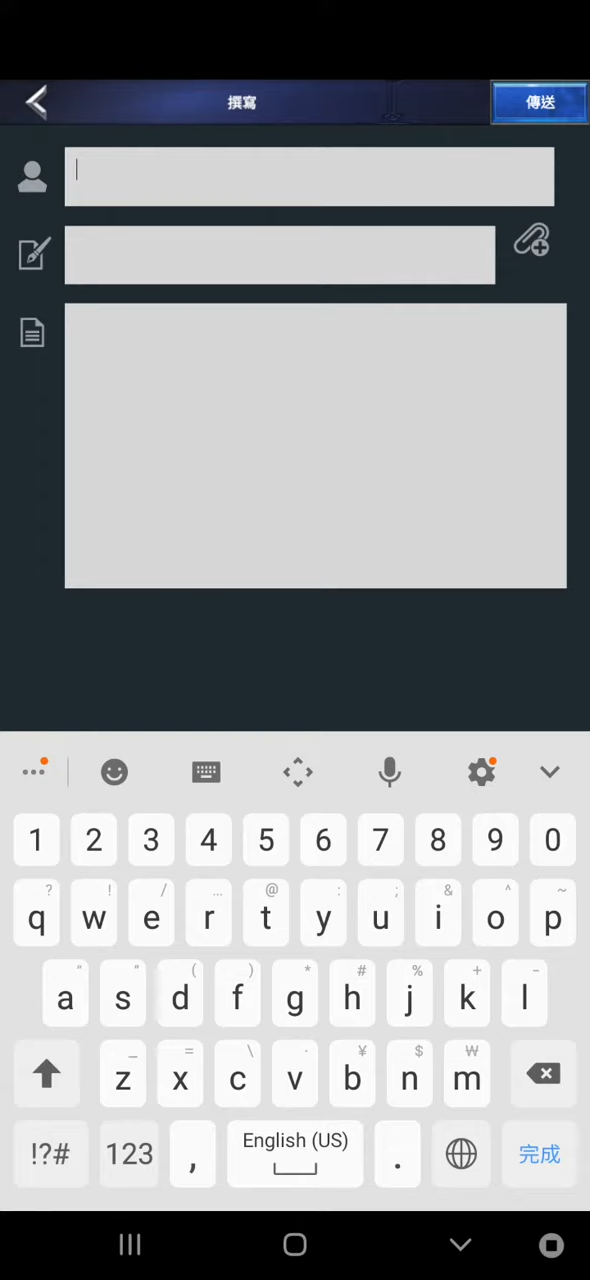 撰寫
傳送
1 2 3 4 5 6 7 8 9 0
? ! / ... @ : ; & ^ ~
q w e r t y u i o p
" " ( ) * # % + -
a s d f g h j k l
_ = \ · ¥ $ ₩
z x c v b n m
!?# 123 , English (US) . 完成